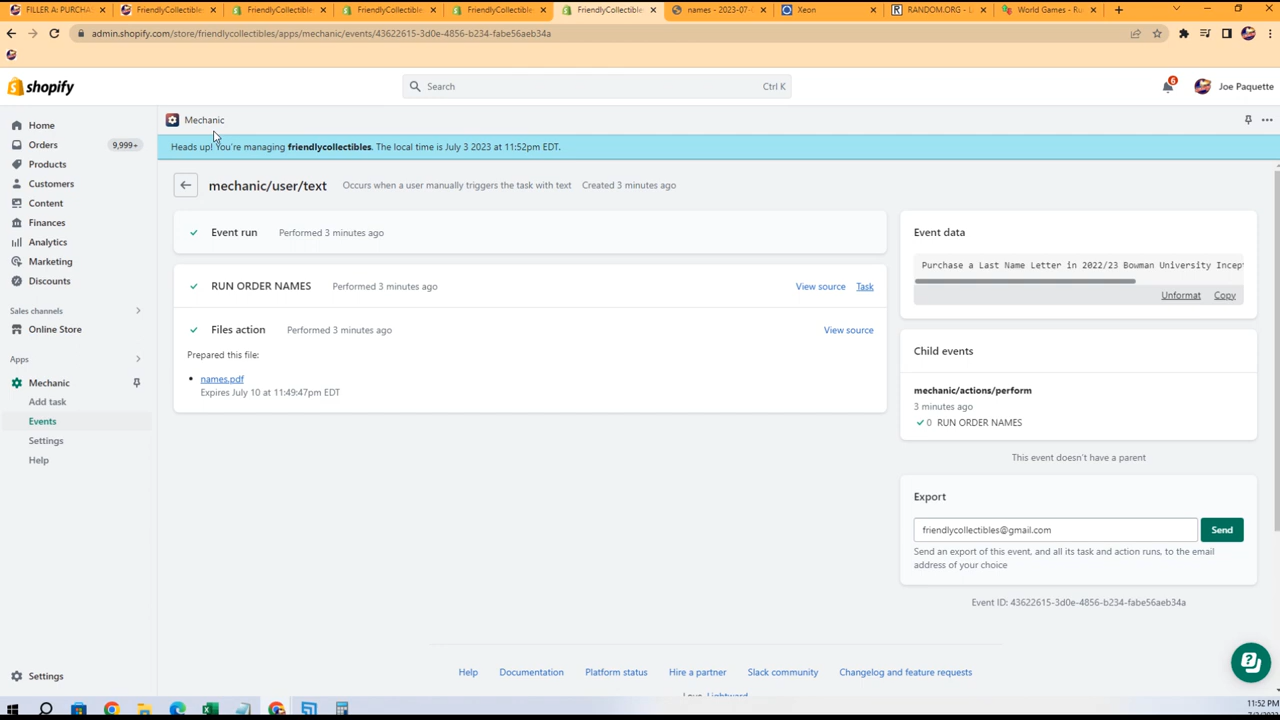 FILLER A: PURCHA
FriendlyCollectibles
FriendlyCollectibles
FriendlyCollectibles
FriendlyCollectibles
FriendlyCollectibles
names - 2023-07-
Xeon
RANDOM.ORG - L
World Games - Ru
admin.shopify.com/store/friendlycollectibles/apps/mechanic/events/43622615-3d0e-4856-b234-fabe56aeb34a
shopify
Search
Ctrl K
6
Joe Paquette
Home
Orders
9,999+
Products
Customers
Content
Finances
Analytics
Marketing
Discounts
Sales channels
Online Store
Apps
Mechanic
Add task
Events
Settings
Help
Settings
Mechanic
Heads up! You're managing friendlycollectibles. The local time is July 3 2023 at 11:52pm EDT.
mechanic/user/text Occurs when a user manually triggers the task with text Created 3 minutes ago
Event run Performed 3 minutes ago
RUN ORDER NAMES Performed 3 minutes ago View source Task
Files action Performed 3 minutes ago View source
Prepared this file:
names.pdf
Expires July 10 at 11:49:47pm EDT
Event data
Purchase a Last Name Letter in 2022/23 Bowman University Incept
Unformat Copy
Child events
mechanic/actions/perform
3 minutes ago
0 RUN ORDER NAMES
This event doesn't have a parent
Export
friendlycollectibles@gmail.com Send
Send an export of this event, and all its task and action runs, to the email
address of your choice
Event ID: 43622615-3d0e-4856-b234-fabe56aeb34a
Help Documentation Platform status Hire a partner Slack community Changelog and feature requests
Love, Lightward
11:52 PM